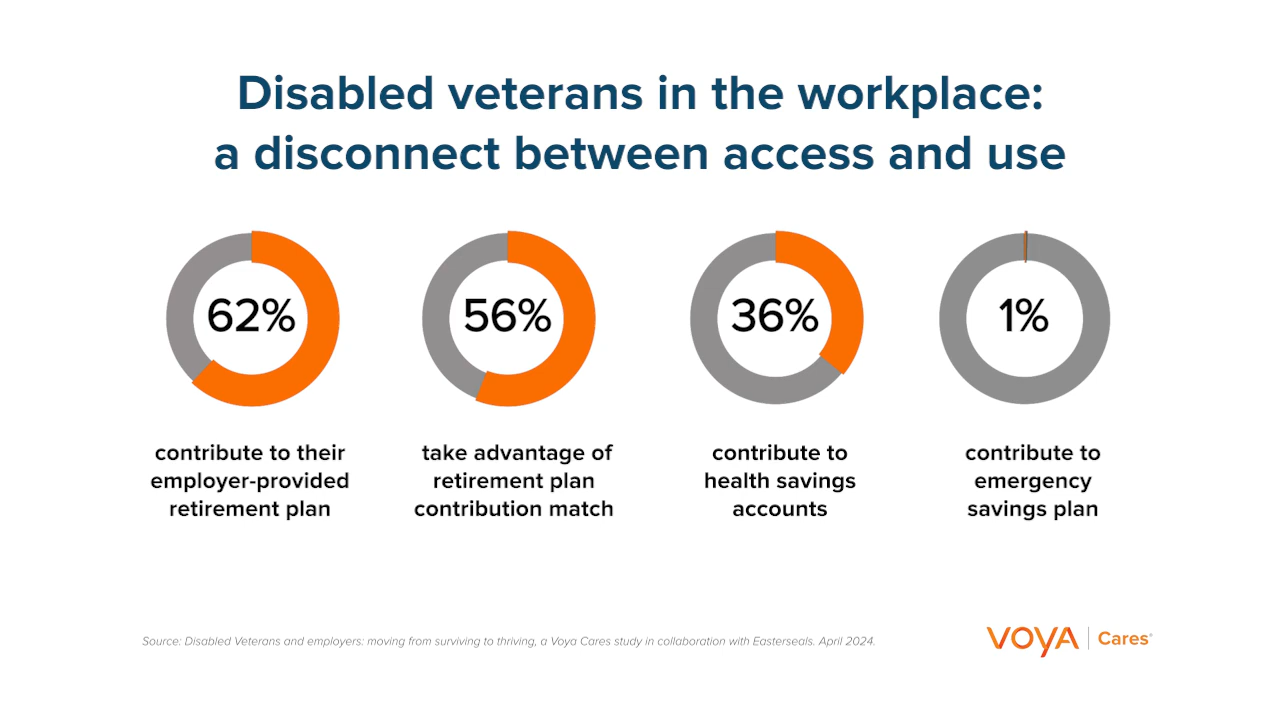 Disabled veterans in the workplace:
a disconnect between access and use
62%
56%
36%
1%
contribute to their
employer-provided
retirement plan
take advantage of
retirement plan
contribution match
contribute to
health savings
accounts
contribute to
emergency
savings plan
Source: Disabled Veterans and employers: moving from surviving to thriving, a Voya Cares study in collaboration with Easterseals. April 2024.
VOYA | Cares®